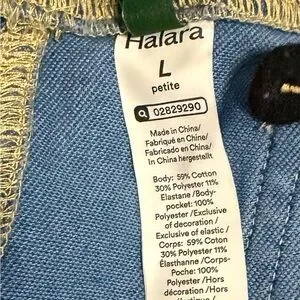 Halara
L
petite
02829290
Made in China/
Fabriqué en Chine/
Fabricado en China/
In China hergestellt
Body: 59% Cotton
30% Polyester 11%
Elastane /Body-
pocket: 100%
Polyester /Exclusive
of decoration /
Exclusive of elastic /
Corps: 59% Coton
30% Polyester 11%
Élasthanne /Corps-
Poche: 100%
Polyester /Hors
décoration /Hors